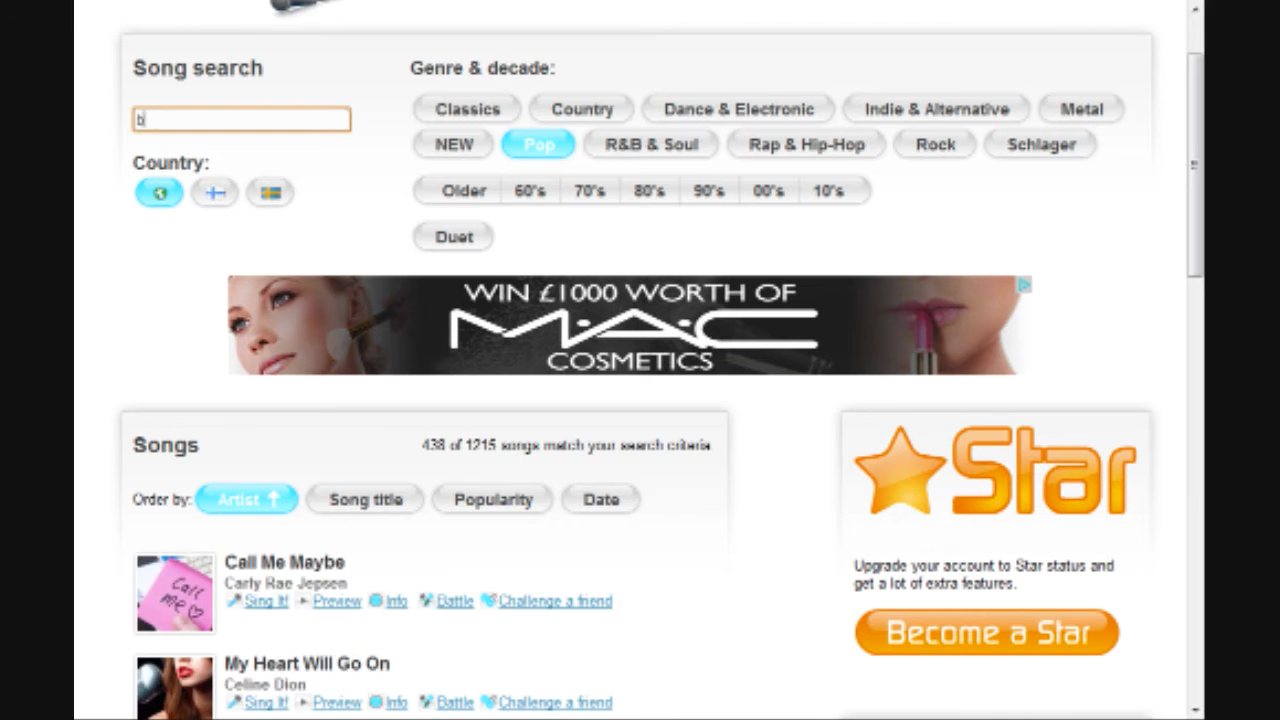 Song search
b
Country:
Genre & decade:
Classics Country Dance & Electronic Indie & Alternative Metal
NEW Pop R&B & Soul Rap & Hip-Hop Rock Schlager
Older 60's 70's 80's 90's 00's 10's
Duet
WIN £1000 WORTH OF
M·A·C
COSMETICS
Songs
438 of 1215 songs match your search criteria
Order by: Artist Song title Popularity Date
Call me
Call Me Maybe
Carly Rae Jepsen
Sing It! Preview Info Battle Challenge a friend
My Heart Will Go On
Celine Dion
Sing It! Preview Info Battle Challenge a friend
Star
Upgrade your account to Star status and
get a lot of extra features.
Become a Star